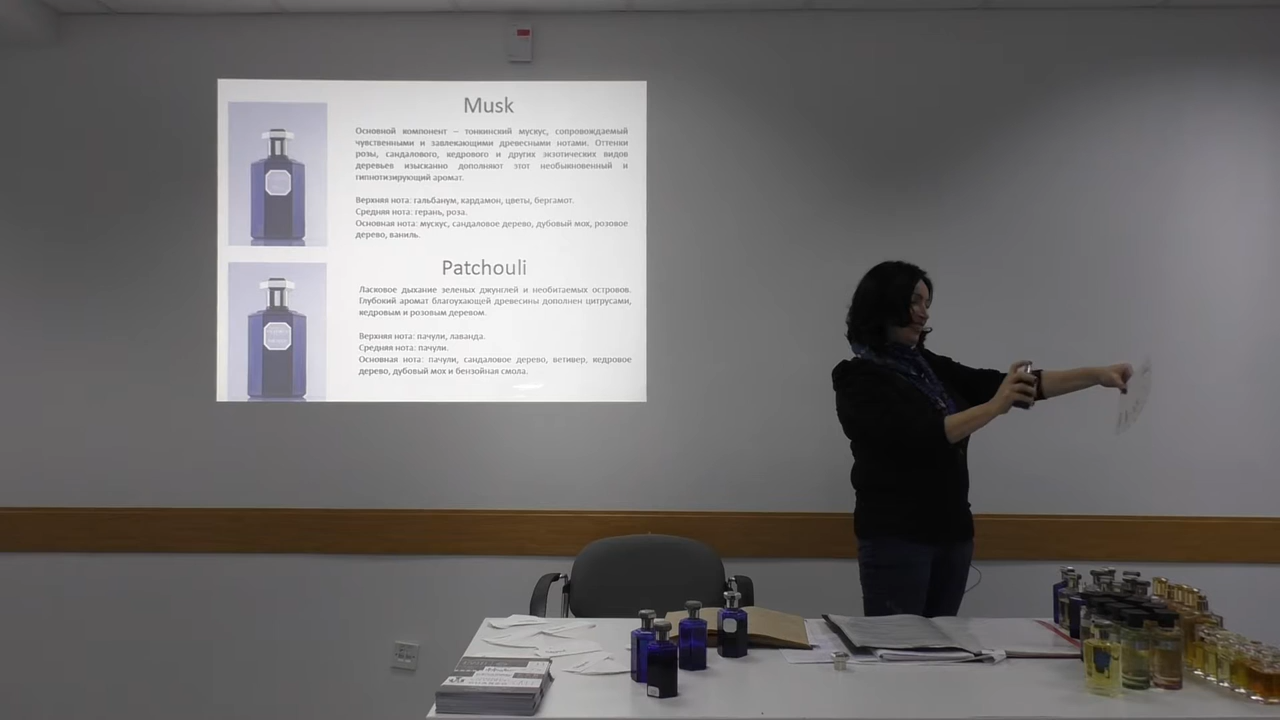 Musk
Основной компонент – тонкинский мускус, сопровождаемый
чувственными и завлекающими древесными нотами. Оттенки
розы, сандалового, кедрового и других экзотических видов
деревьев изысканно дополняют этот необыкновенный и
гипнотизирующий аромат.
Верхняя нота: гальбанум, кардамон, цветы, бергамот.
Средняя нота: герань, роза.
Основная нота: мускус, сандаловое дерево, дубовый мох, розовое
дерево, ваниль.
Patchouli
Ласковое дыхание зеленых джунглей и необитаемых островов.
Глубокий аромат благоухающей древесины дополнен цитрусами,
кедровым и розовым деревом.
Верхняя нота: пачули, лаванда.
Средняя нота: пачули.
Основная нота: пачули, сандаловое дерево, ветивер, кедровое
дерево, дубовый мох и бензойная смола.